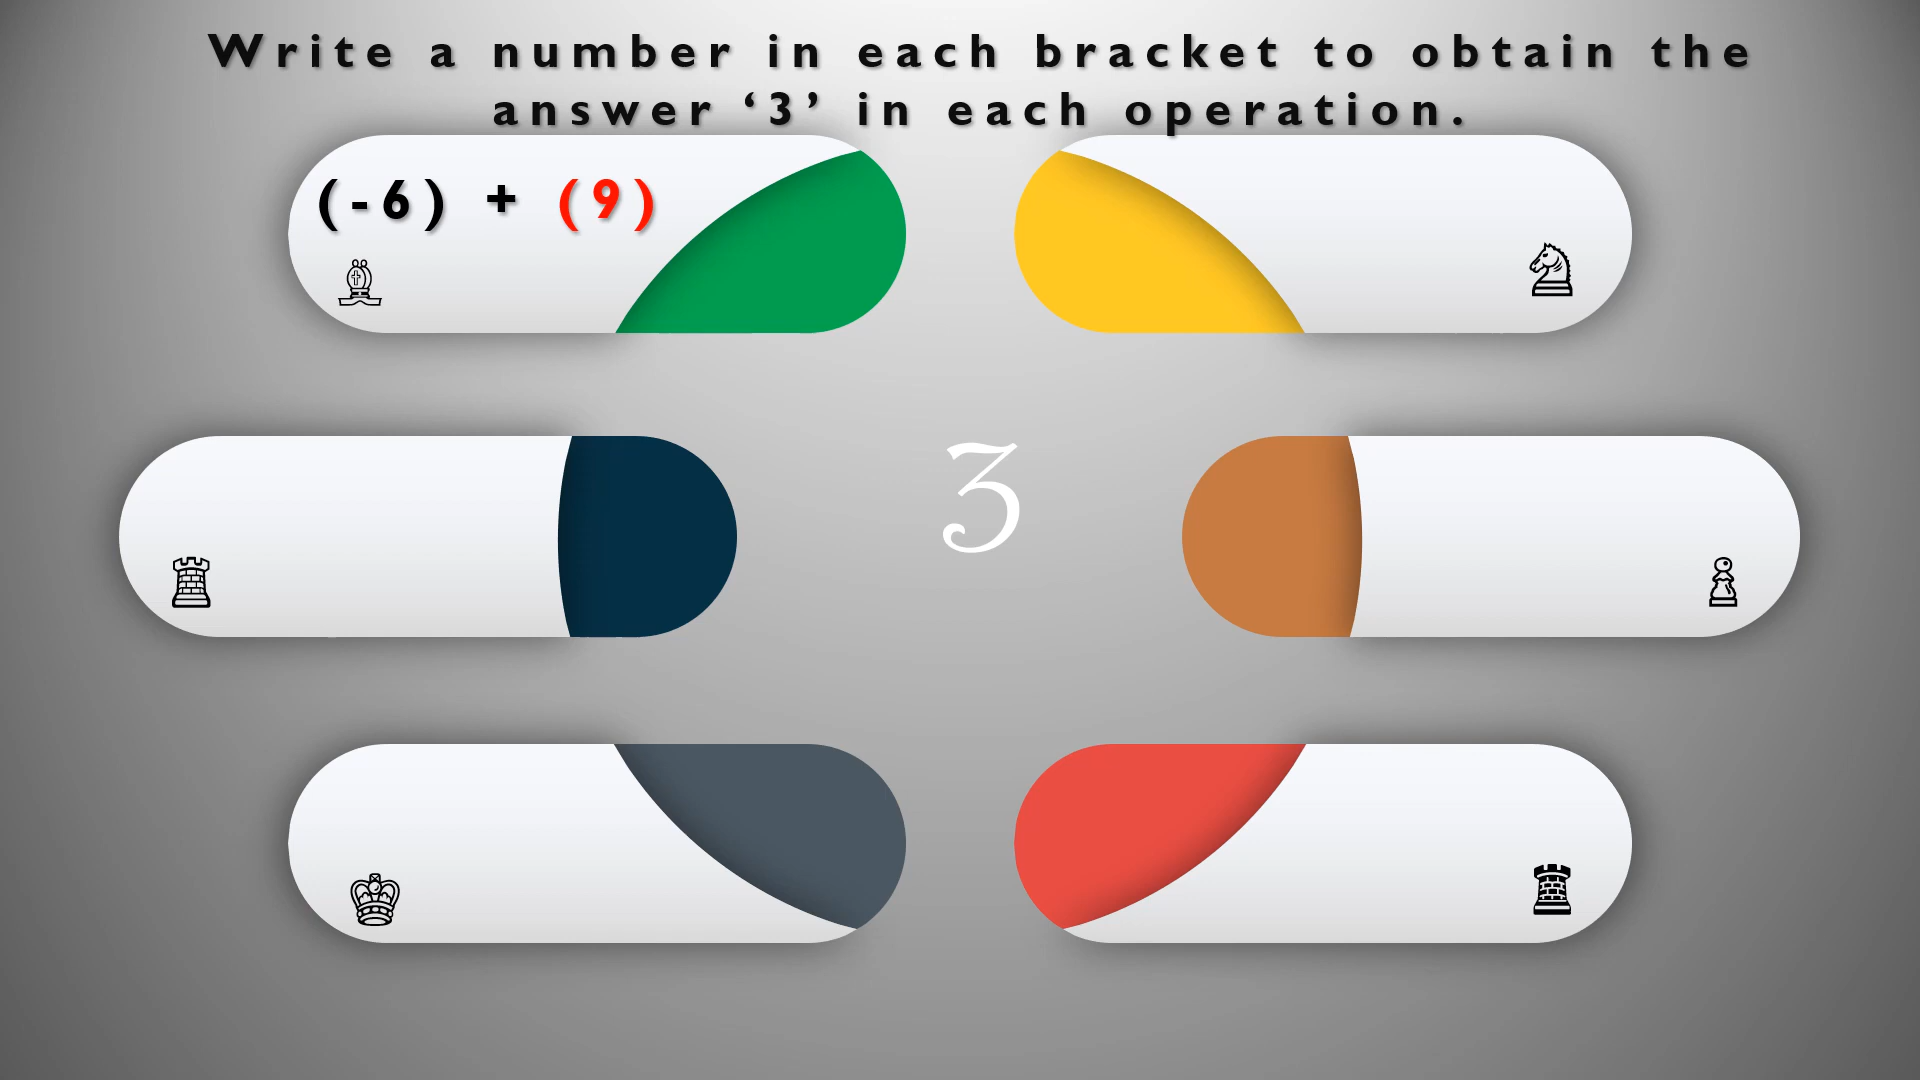 Write a number in each bracket to obtain the
answer ‘3’ in each operation.
(-6) + (9)
3